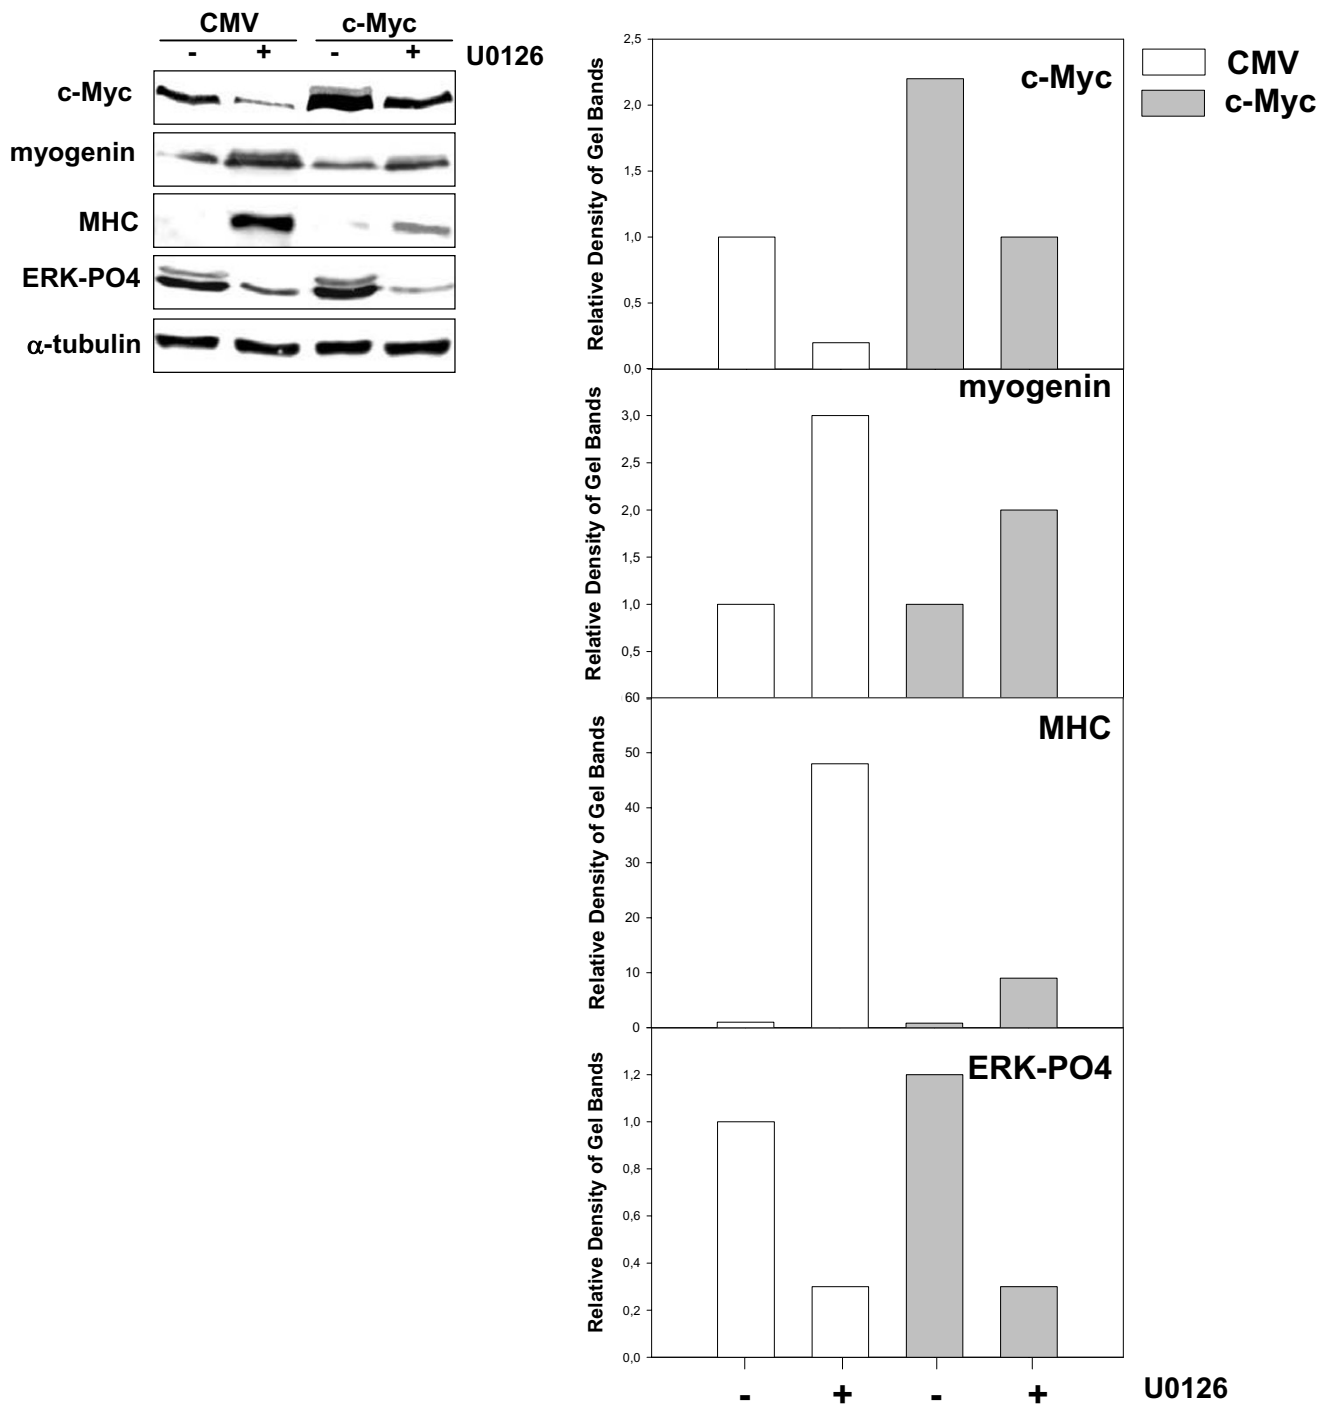 CMV c-Myc
- + - + U0126
c-Myc
myogenin
MHC
ERK-PO4
α-tubulin
CMV
c-Myc
c-Myc
Relative Density of Gel Bands
2,5
2,0
1,5
1,0
0,5
0,0
myogenin
Relative Density of Gel Bands
3,0
2,5
2,0
1,5
1,0
0,5
MHC
Relative Density of Gel Bands
60
50
40
30
20
10
0
ERK-PO4
Relative Density of Gel Bands
1,2
1,0
0,8
0,6
0,4
0,2
0,0
- + - + U0126